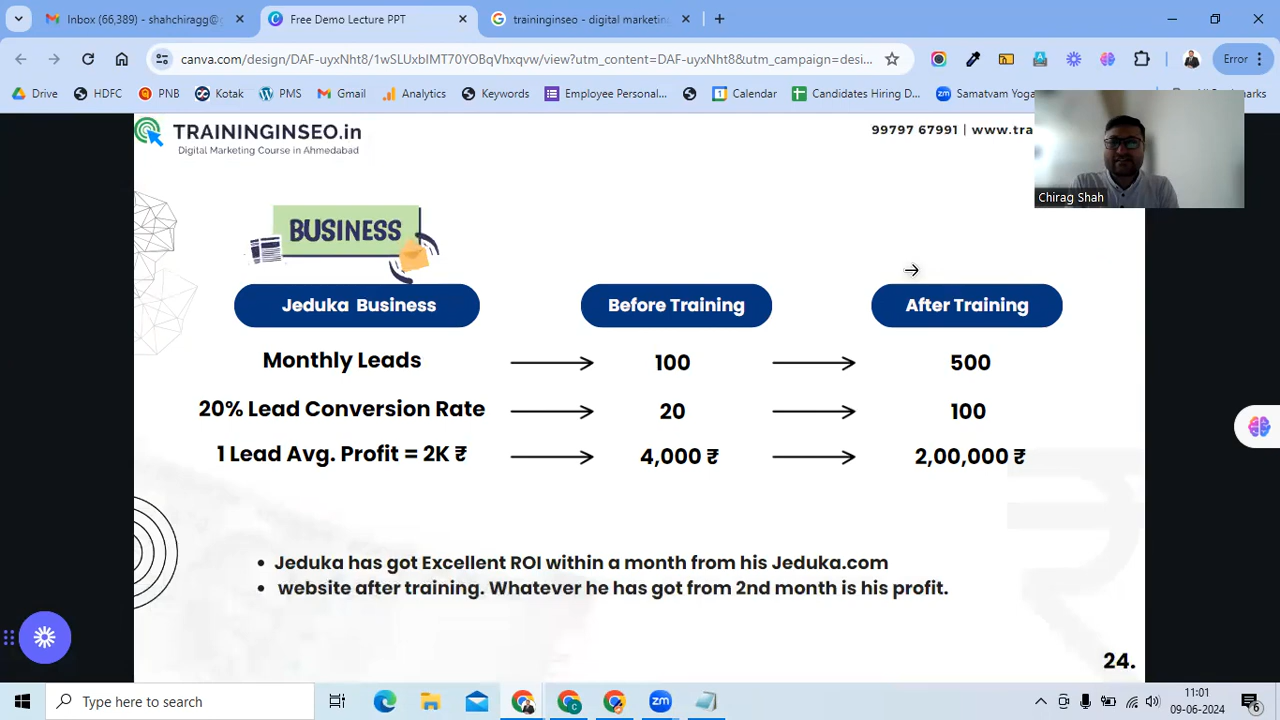 Inbox (66,389) - shahchiragg@g
Free Demo Lecture PPT
traininginseo - digital marketin
canva.com/design/DAF-uyxNht8/1wSLUxbIMT70YOBqVhxqvw/view?utm_content=DAF-uyxNht8&utm_campaign=desi...
Error
Drive
HDFC
PNB
Kotak
PMS
Gmail
Analytics
Keywords
Employee Personal...
Calendar
Candidates Hiring D...
Samatvam Yoga
kmarks
TRAININGINSEO.in
Digital Marketing Course in Ahmedabad
99797 67991 | www.tra
Chirag Shah
BUSINESS
Jeduka Business
Before Training
After Training
Monthly Leads
100
500
20% Lead Conversion Rate
20
100
1 Lead Avg. Profit = 2K ₹
4,000 ₹
2,00,000 ₹
• Jeduka has got Excellent ROI within a month from his Jeduka.com
• website after training. Whatever he has got from 2nd month is his profit.
24.
Type here to search
11:01
09-06-2024
6